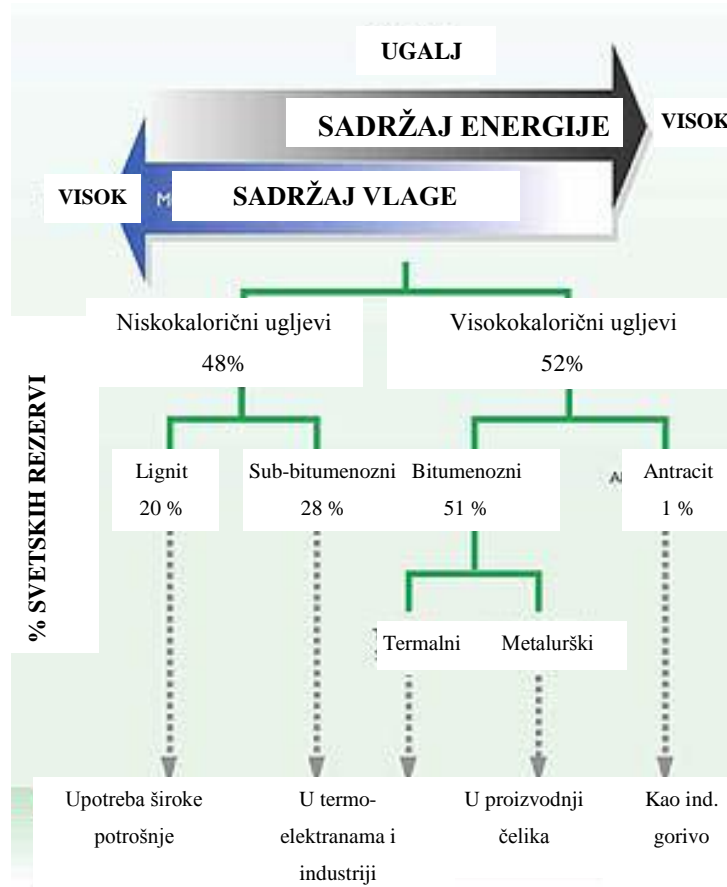 UGALJ
SADRŽAJ ENERGIJE
VISOK
VISOK
SADRŽAJ VLAGE
% SVETSKIH REZERVI
Niskokalorični ugljevi
48%
Visokokalorični ugljevi
52%
Lignit
20 %
Sub-bitumenozni
28 %
Bitumenozni
51 %
Antracit
1 %
Termalni
Metalurški
Upotreba široke
potrošnje
U termo-
elektranama i
industriji
U proizvodnji
čelika
Kao ind.
gorivo